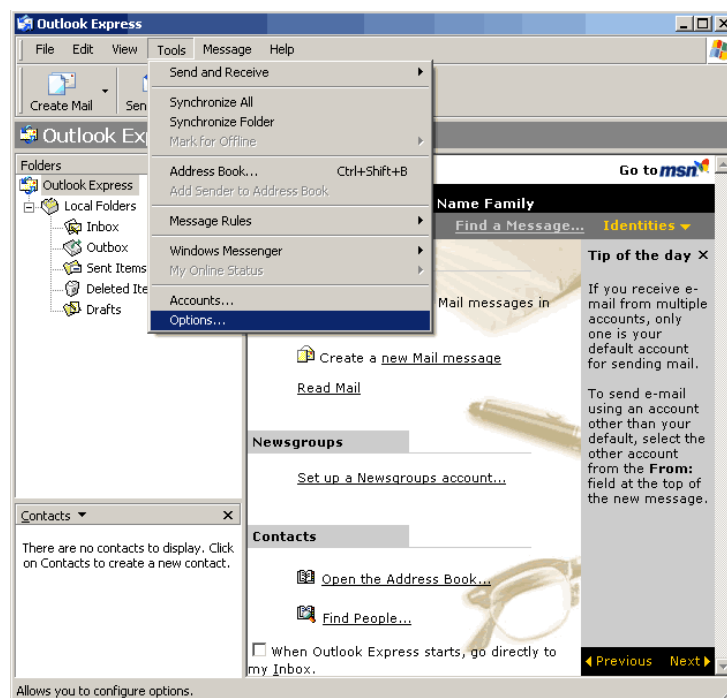 Outlook Express
File Edit View Tools Message Help
Create Mail
Sen
Send and Receive
Synchronize All
Synchronize Folder
Mark for Offline
Address Book... Ctrl+Shift+B
Add Sender to Address Book
Message Rules
Windows Messenger
My Online Status
Accounts...
Options...
Outlook Ex
Folders
Outlook Express
Local Folders
Inbox
Outbox
Sent Items
Deleted Ite
Drafts
Contacts
There are no contacts to display. Click
on Contacts to create a new contact.
Go to msn
Name Family
Find a Message... Identities
Mail messages in
Create a new Mail message
Read Mail
Newsgroups
Set up a Newsgroups account...
Contacts
Open the Address Book...
Find People...
When Outlook Express starts, go directly to
my Inbox.
Tip of the day X
If you receive e-
mail from multiple
accounts, only
one is your
default account
for sending mail.
To send e-mail
using an account
other than your
default, select the
other account
from the From:
field at the top of
the new message.
Previous Next
Allows you to configure options.